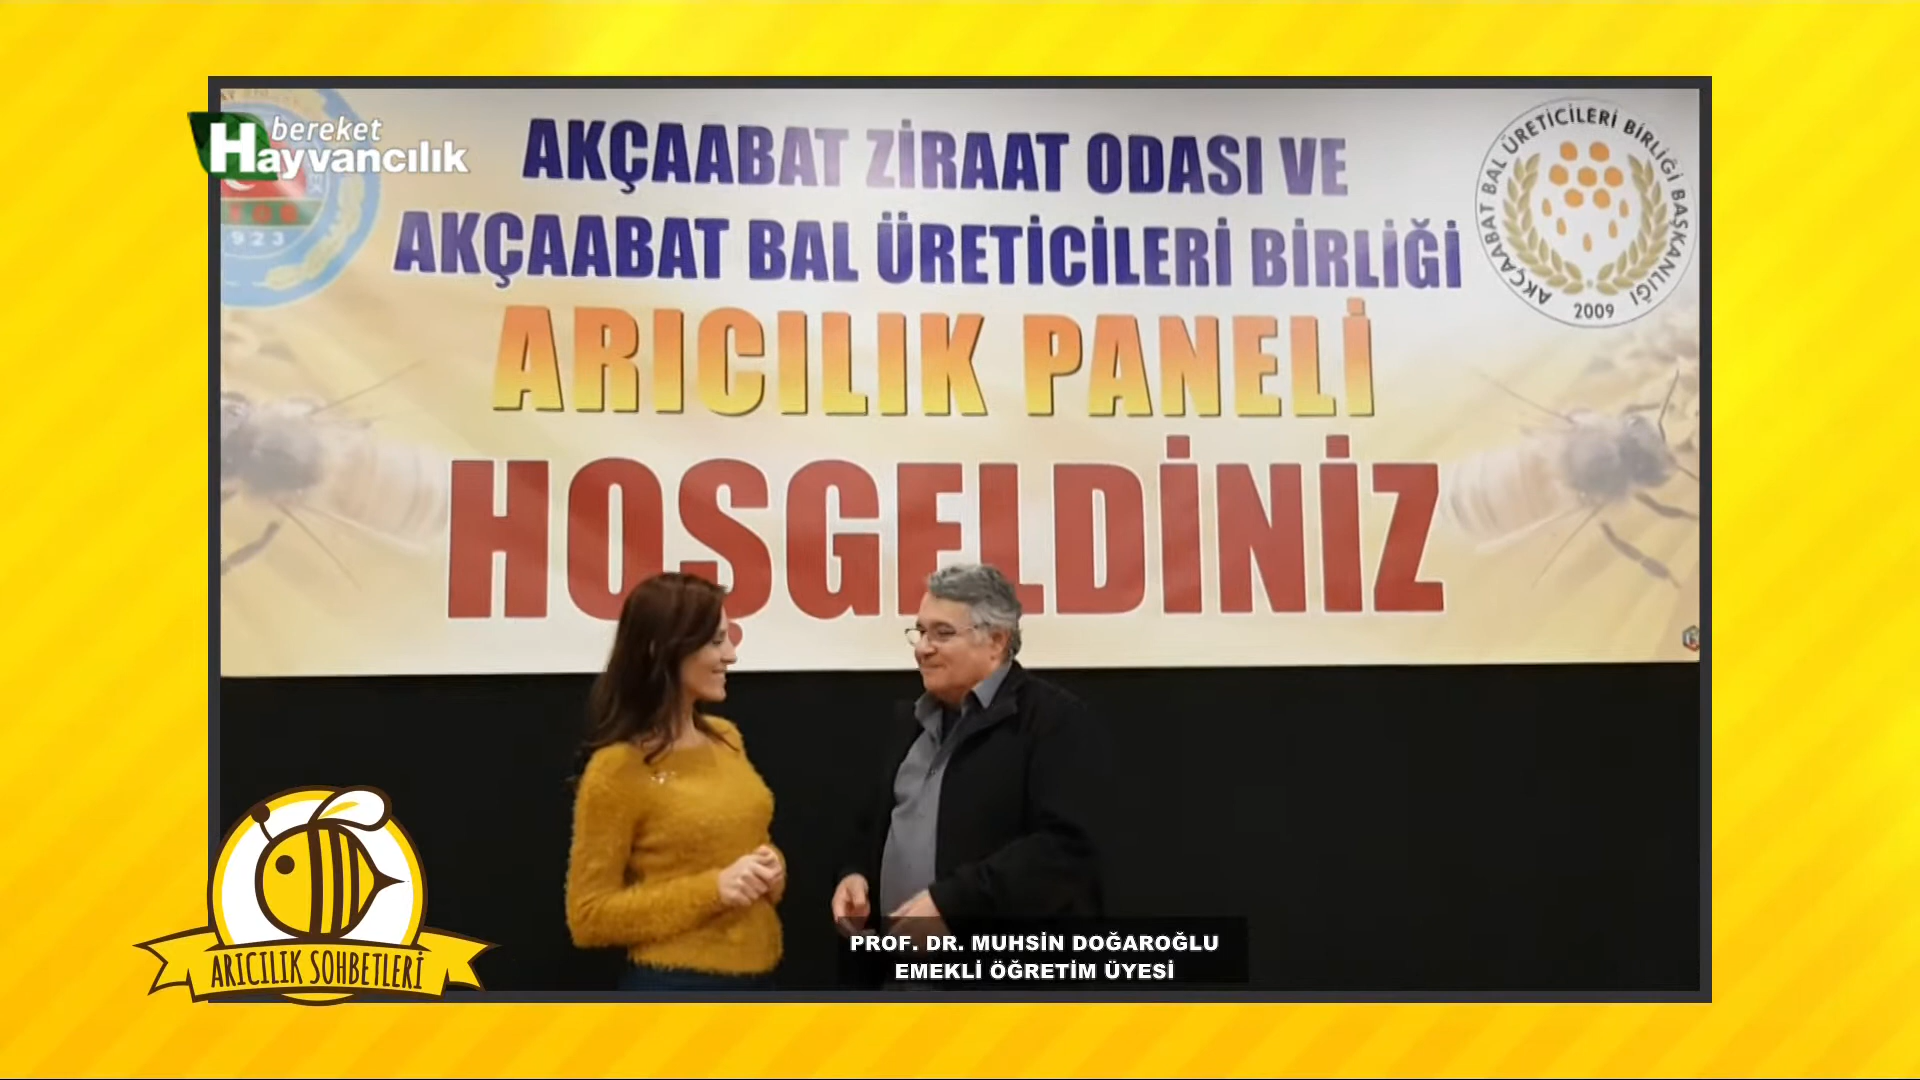 bereket
Hayvancılık
AKÇAABAT ZİRAAT ODASI VE
AKÇAABAT BAL ÜRETİCİLERİ BİRLİĞİ
ARICILIK PANELİ
HOŞGELDİNİZ
AKÇAABAT BAL ÜRETİCİLERİ BİRLİĞİ BAŞKANLIĞI
2009
923
ARICILIK SOHBETLERİ
PROF. DR. MUHSİN DOĞAROĞLU
EMEKLİ ÖĞRETİM ÜYESİ